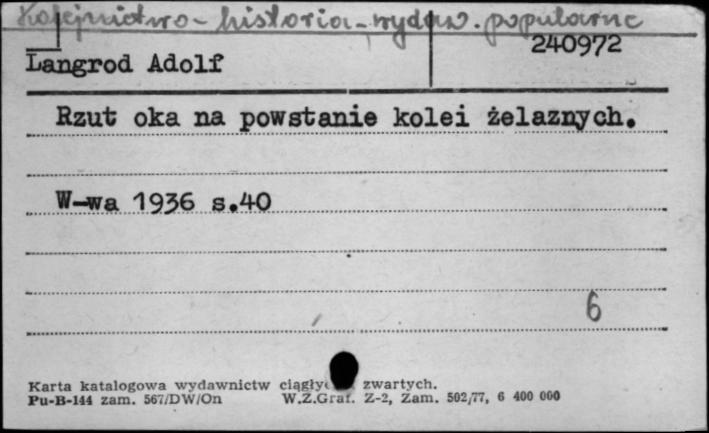 Kolejnictwo - historia - wydaw. popularne
240972
Langrod Adolf
Rzut oka na powstanie kolei żelaznych.
W-wa 1936 s.40
6
Karta katalogowa wydawnictw zwartych.
Pu-B-144 zam. 567/DW/On W.Z.Graf. Z-2, Zam. 502/77, 6 400 000